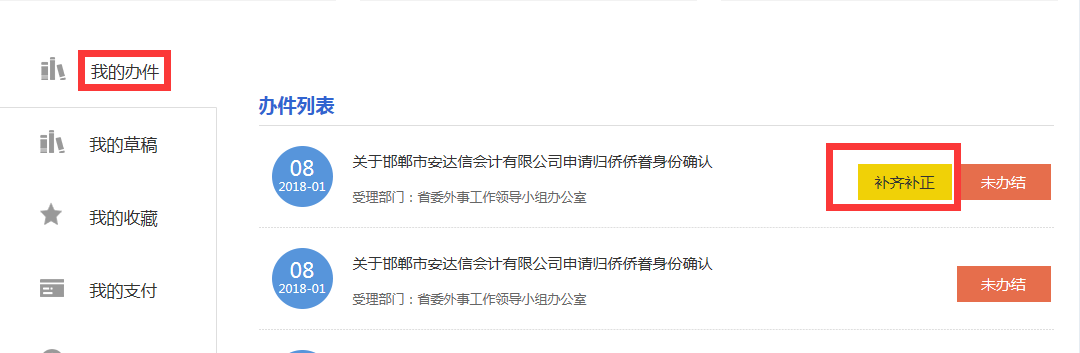 我的办件
我的草稿
我的收藏
我的支付
办件列表
08
2018-01
关于邯郸市安达信会计有限公司申请归侨侨眷身份确认
受理部门：省委外事工作领导小组办公室
补齐补正
未办结
08
2018-01
关于邯郸市安达信会计有限公司申请归侨侨眷身份确认
受理部门：省委外事工作领导小组办公室
未办结